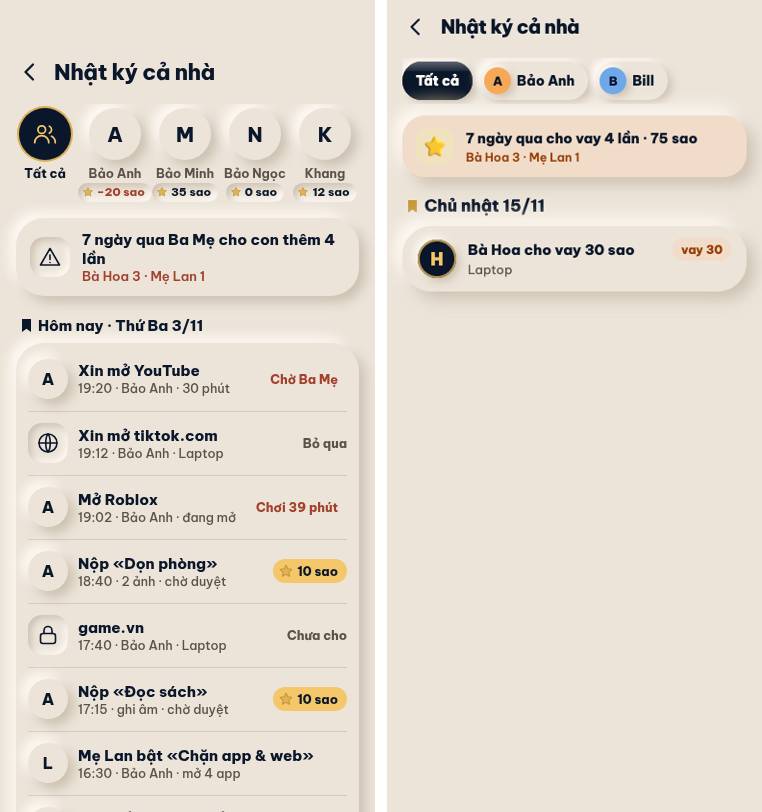 Nhật ký cả nhà
A
M
N
K
Tất cả
Bảo Anh
Bảo Minh
Bảo Ngọc
Khang
-20 sao
35 sao
0 sao
12 sao
7 ngày qua Ba Mẹ cho con thêm 4
lần
Bà Hoa 3 · Mẹ Lan 1
Hôm nay · Thứ Ba 3/11
A
Xin mở YouTube
19:20 · Bảo Anh · 30 phút
Chờ Ba Mẹ
Xin mở tiktok.com
19:12 · Bảo Anh · Laptop
Bỏ qua
A
Mở Roblox
19:02 · Bảo Anh · đang mở
Chơi 39 phút
A
Nộp «Dọn phòng»
18:40 · 2 ảnh · chờ duyệt
10 sao
game.vn
17:40 · Bảo Anh · Laptop
Chưa cho
A
Nộp «Đọc sách»
17:15 · ghi âm · chờ duyệt
10 sao
L
Mẹ Lan bật «Chặn app & web»
16:30 · Bảo Anh · mở 4 app
Nhật ký cả nhà
Tất cả
A
Bảo Anh
B
Bill
7 ngày qua cho vay 4 lần · 75 sao
Bà Hoa 3 · Mẹ Lan 1
Chủ nhật 15/11
H
Bà Hoa cho vay 30 sao
Laptop
vay 30